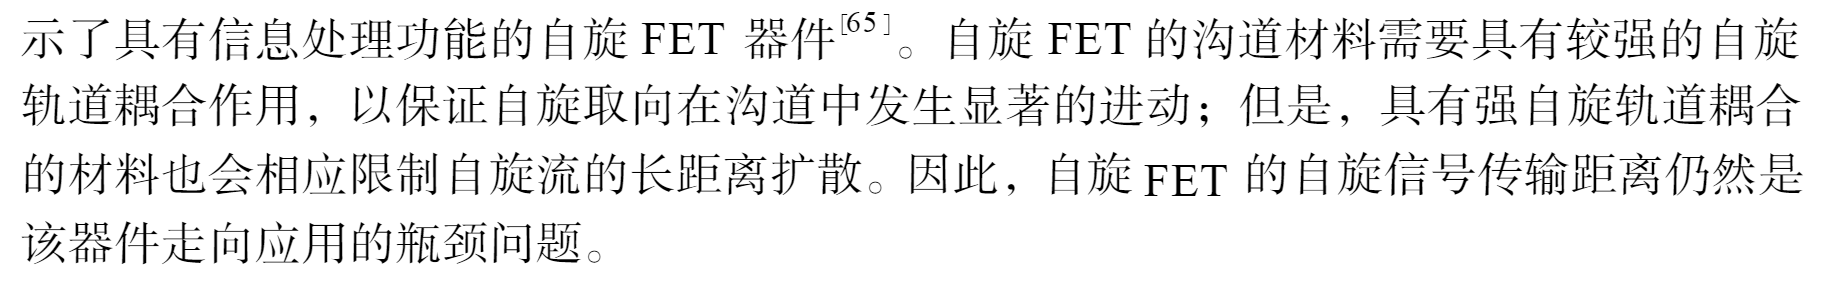 示了具有信息处理功能的自旋 FET 器件[65]。自旋 FET 的沟道材料需要具有较强的自旋
轨道耦合作用，以保证自旋取向在沟道中发生显著的进动；但是，具有强自旋轨道耦合
的材料也会相应限制自旋流的长距离扩散。因此，自旋 FET 的自旋信号传输距离仍然是
该器件走向应用的瓶颈问题。